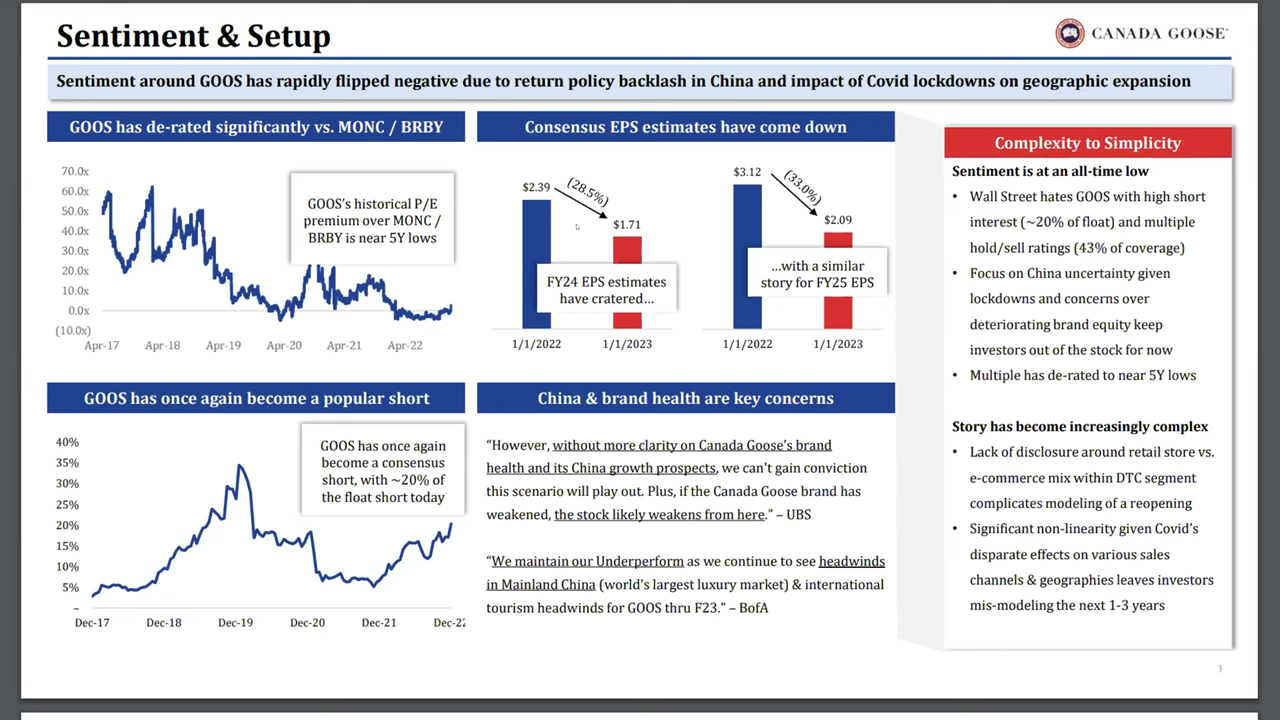 Sentiment & Setup
CANADA GOOSE
Sentiment around GOOS has rapidly flipped negative due to return policy backlash in China and impact of Covid lockdowns on geographic expansion
GOOS has de-rated significantly vs. MONC / BRBY
70.0x
60.0x
50.0x
40.0x
30.0x
20.0x
10.0x
0.0x
(10.0x)
GOOS's historical P/E
premium over MONC /
BRBY is near 5Y lows
Apr-17 Apr-18 Apr-19 Apr-20 Apr-21 Apr-22
Consensus EPS estimates have come down
$2.39
(28.5%)
$1.71
FY24 EPS estimates
have cratered…
1/1/2022 1/1/2023
$3.12
(33.0%)
$2.09
…with a similar
story for FY25 EPS
1/1/2022 1/1/2023
GOOS has once again become a popular short
40%
35%
30%
25%
20%
15%
10%
5%
–
GOOS has once again
become a consensus
short, with ~20% of
the float short today
Dec-17 Dec-18 Dec-19 Dec-20 Dec-21 Dec-22
China & brand health are key concerns
"However, without more clarity on Canada Goose's brand
health and its China growth prospects, we can't gain conviction
this scenario will play out. Plus, if the Canada Goose brand has
weakened, the stock likely weakens from here." – UBS
"We maintain our Underperform as we continue to see headwinds
in Mainland China (world's largest luxury market) & international
tourism headwinds for GOOS thru F23." – BofA
Complexity to Simplicity
Sentiment is at an all-time low
• Wall Street hates GOOS with high short
interest (~20% of float) and multiple
hold/sell ratings (43% of coverage)
• Focus on China uncertainty given
lockdowns and concerns over
deteriorating brand equity keep
investors out of the stock for now
• Multiple has de-rated to near 5Y lows
Story has become increasingly complex
• Lack of disclosure around retail store vs.
e-commerce mix within DTC segment
complicates modeling of a reopening
• Significant non-linearity given Covid's
disparate effects on various sales
channels & geographies leaves investors
mis-modeling the next 1-3 years
3